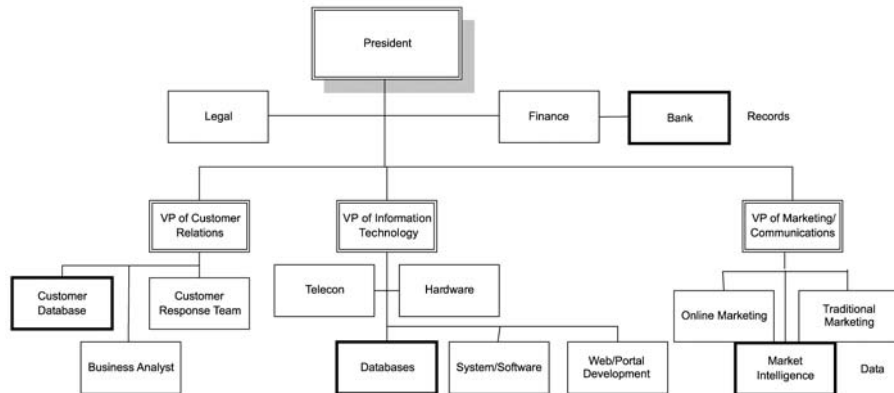 President
Legal
Finance
Bank
Records
VP of Customer
Relations
VP of Information
Technology
VP of Marketing/
Communications
Customer
Database
Customer
Response Team
Telecon
Hardware
Online Marketing
Traditional
Marketing
Business Analyst
Databases
System/Software
Web/Portal
Development
Market
Intelligence
Data